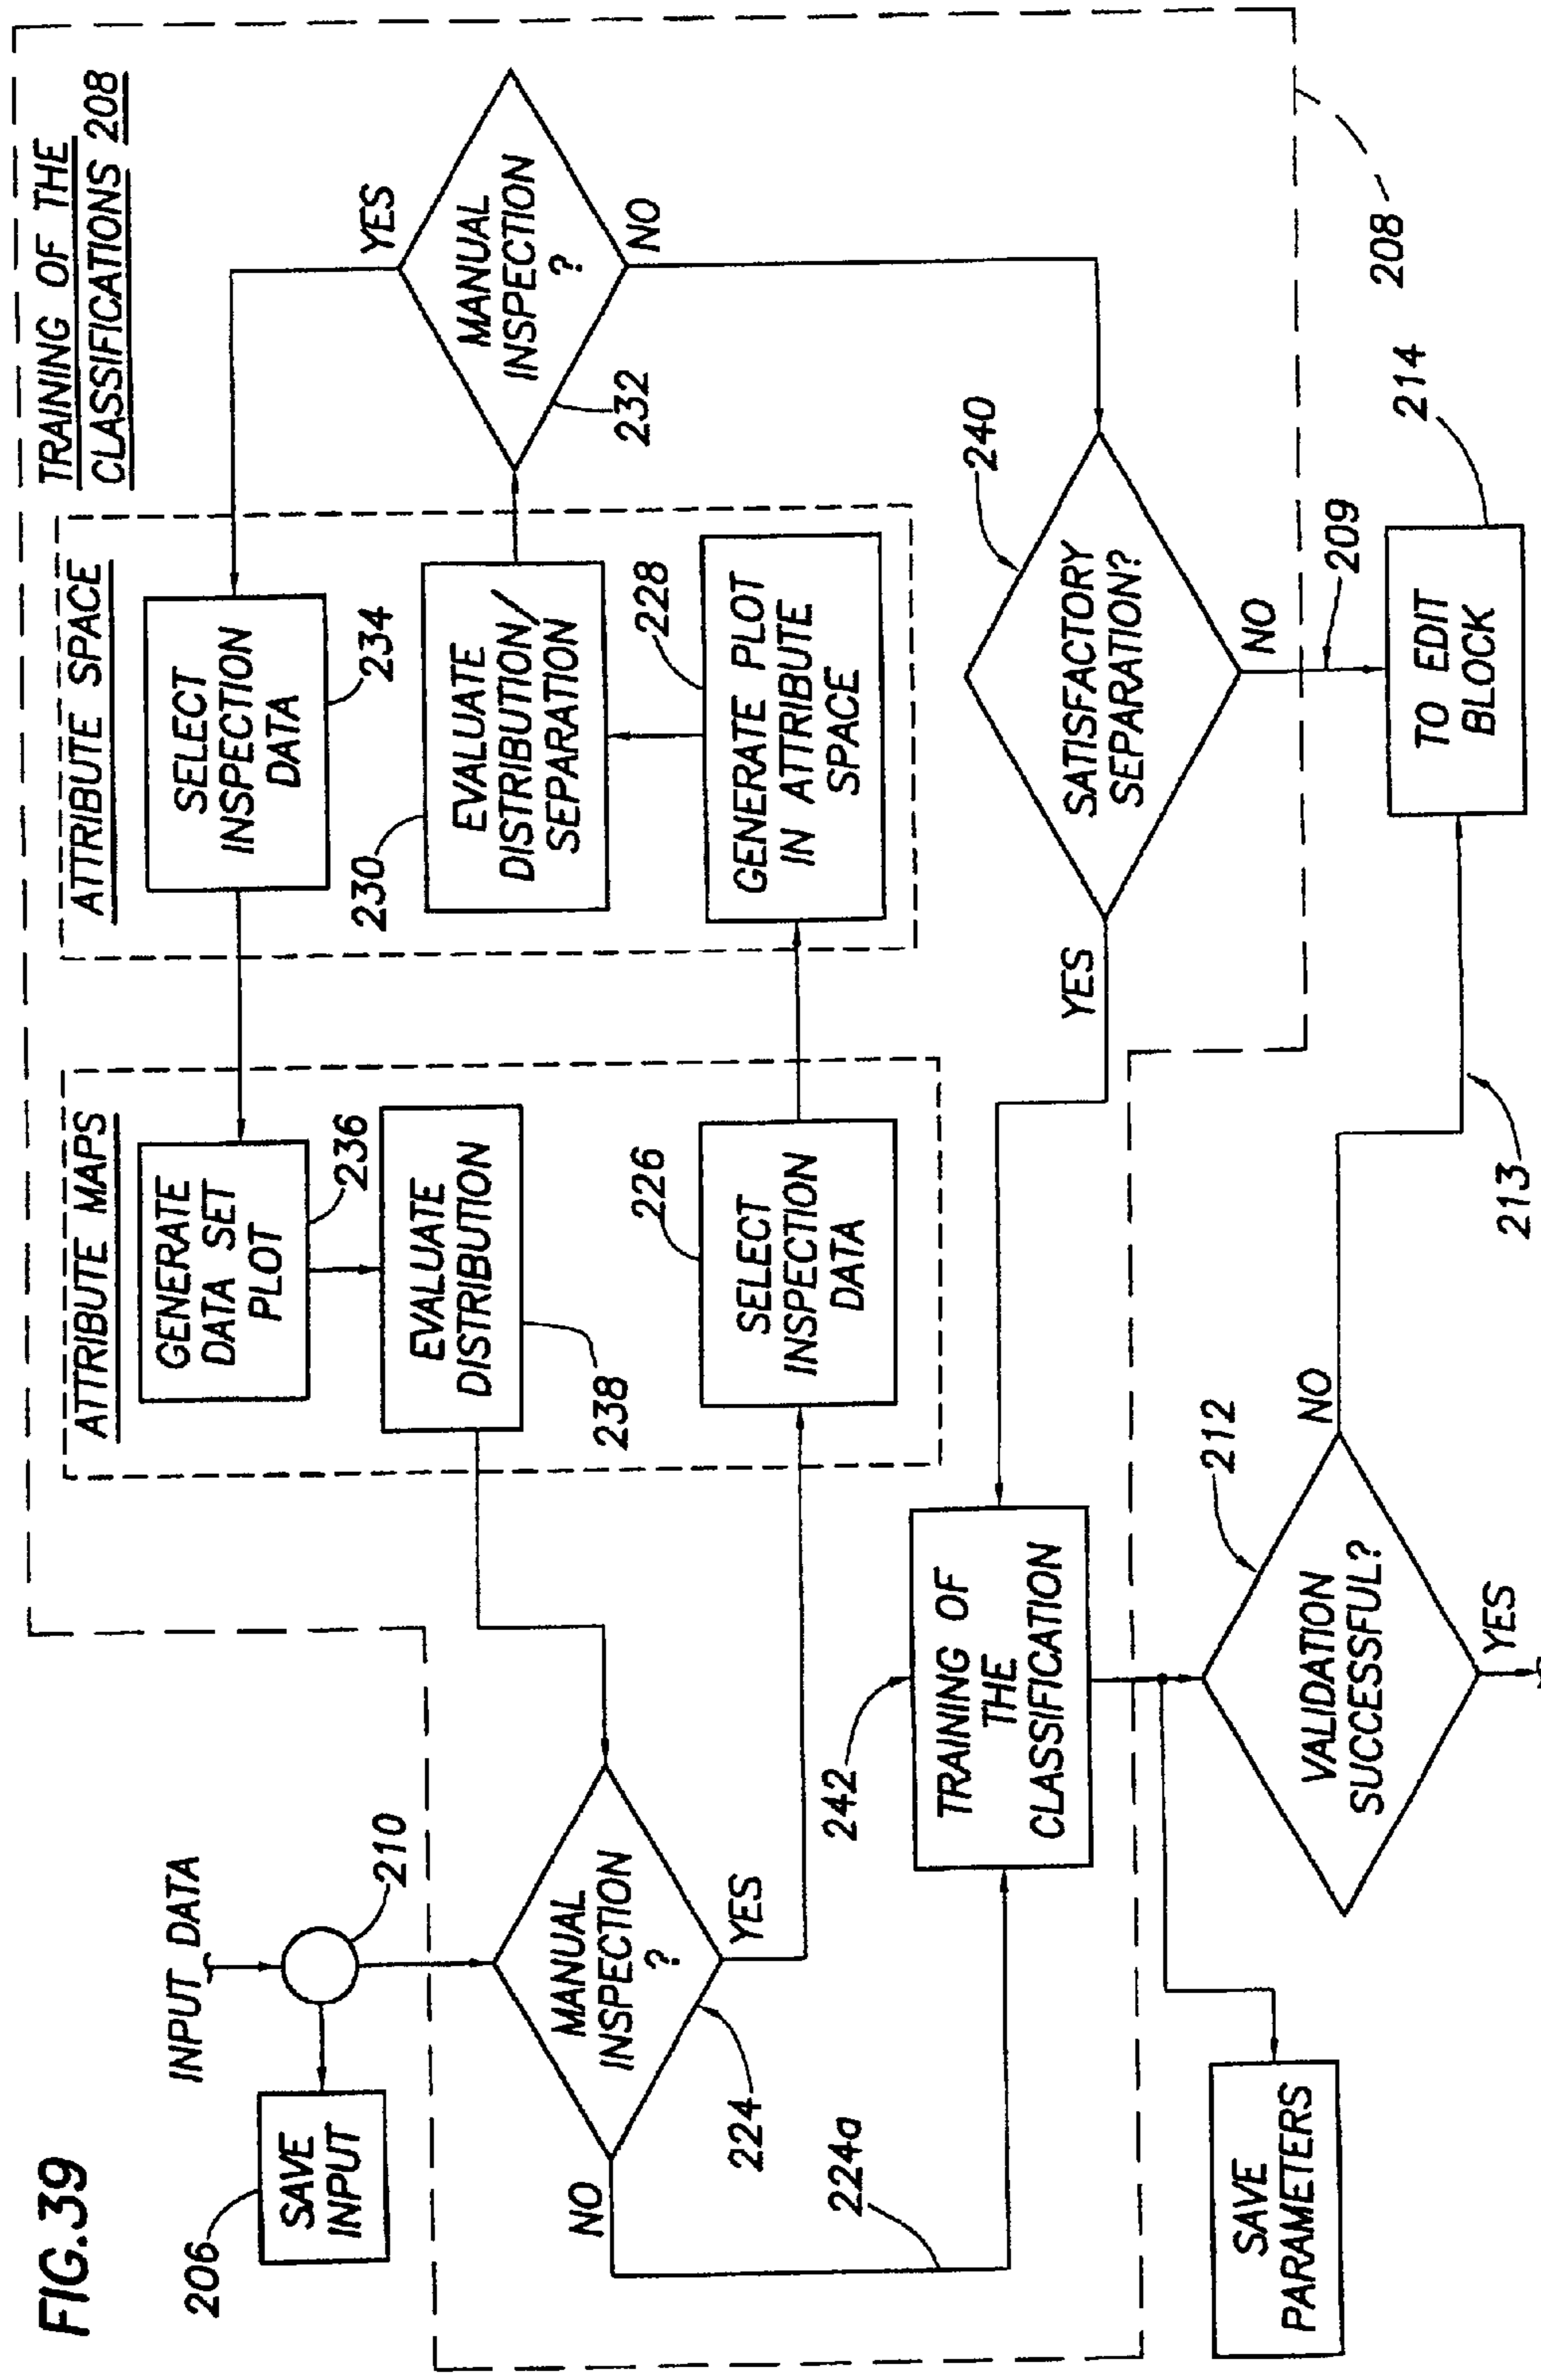 FIG.39
TRAINING OF THE
CLASSIFICATIONS 208
INPUT DATA
210
SAVE
INPUT
206
ATTRIBUTE MAPS
GENERATE
DATA SET
PLOT
236
EVALUATE
DISTRIBUTION
238
SELECT
INSPECTION
DATA
226
ATTRIBUTE SPACE
SELECT
INSPECTION
DATA
234
EVALUATE
DISTRIBUTION/
SEPARATION
230
GENERATE PLOT
IN ATTRIBUTE
SPACE
228
MANUAL
INSPECTION
?
YES
NO
232
MANUAL
INSPECTION
?
NO
YES
224
224a
SATISFACTORY
SEPARATION?
240
YES
NO
TRAINING OF
THE
CLASSIFICATION
242
208
209
TO EDIT
BLOCK
214
213
VALIDATION
SUCCESSFUL?
212
NO
YES
SAVE
PARAMETERS